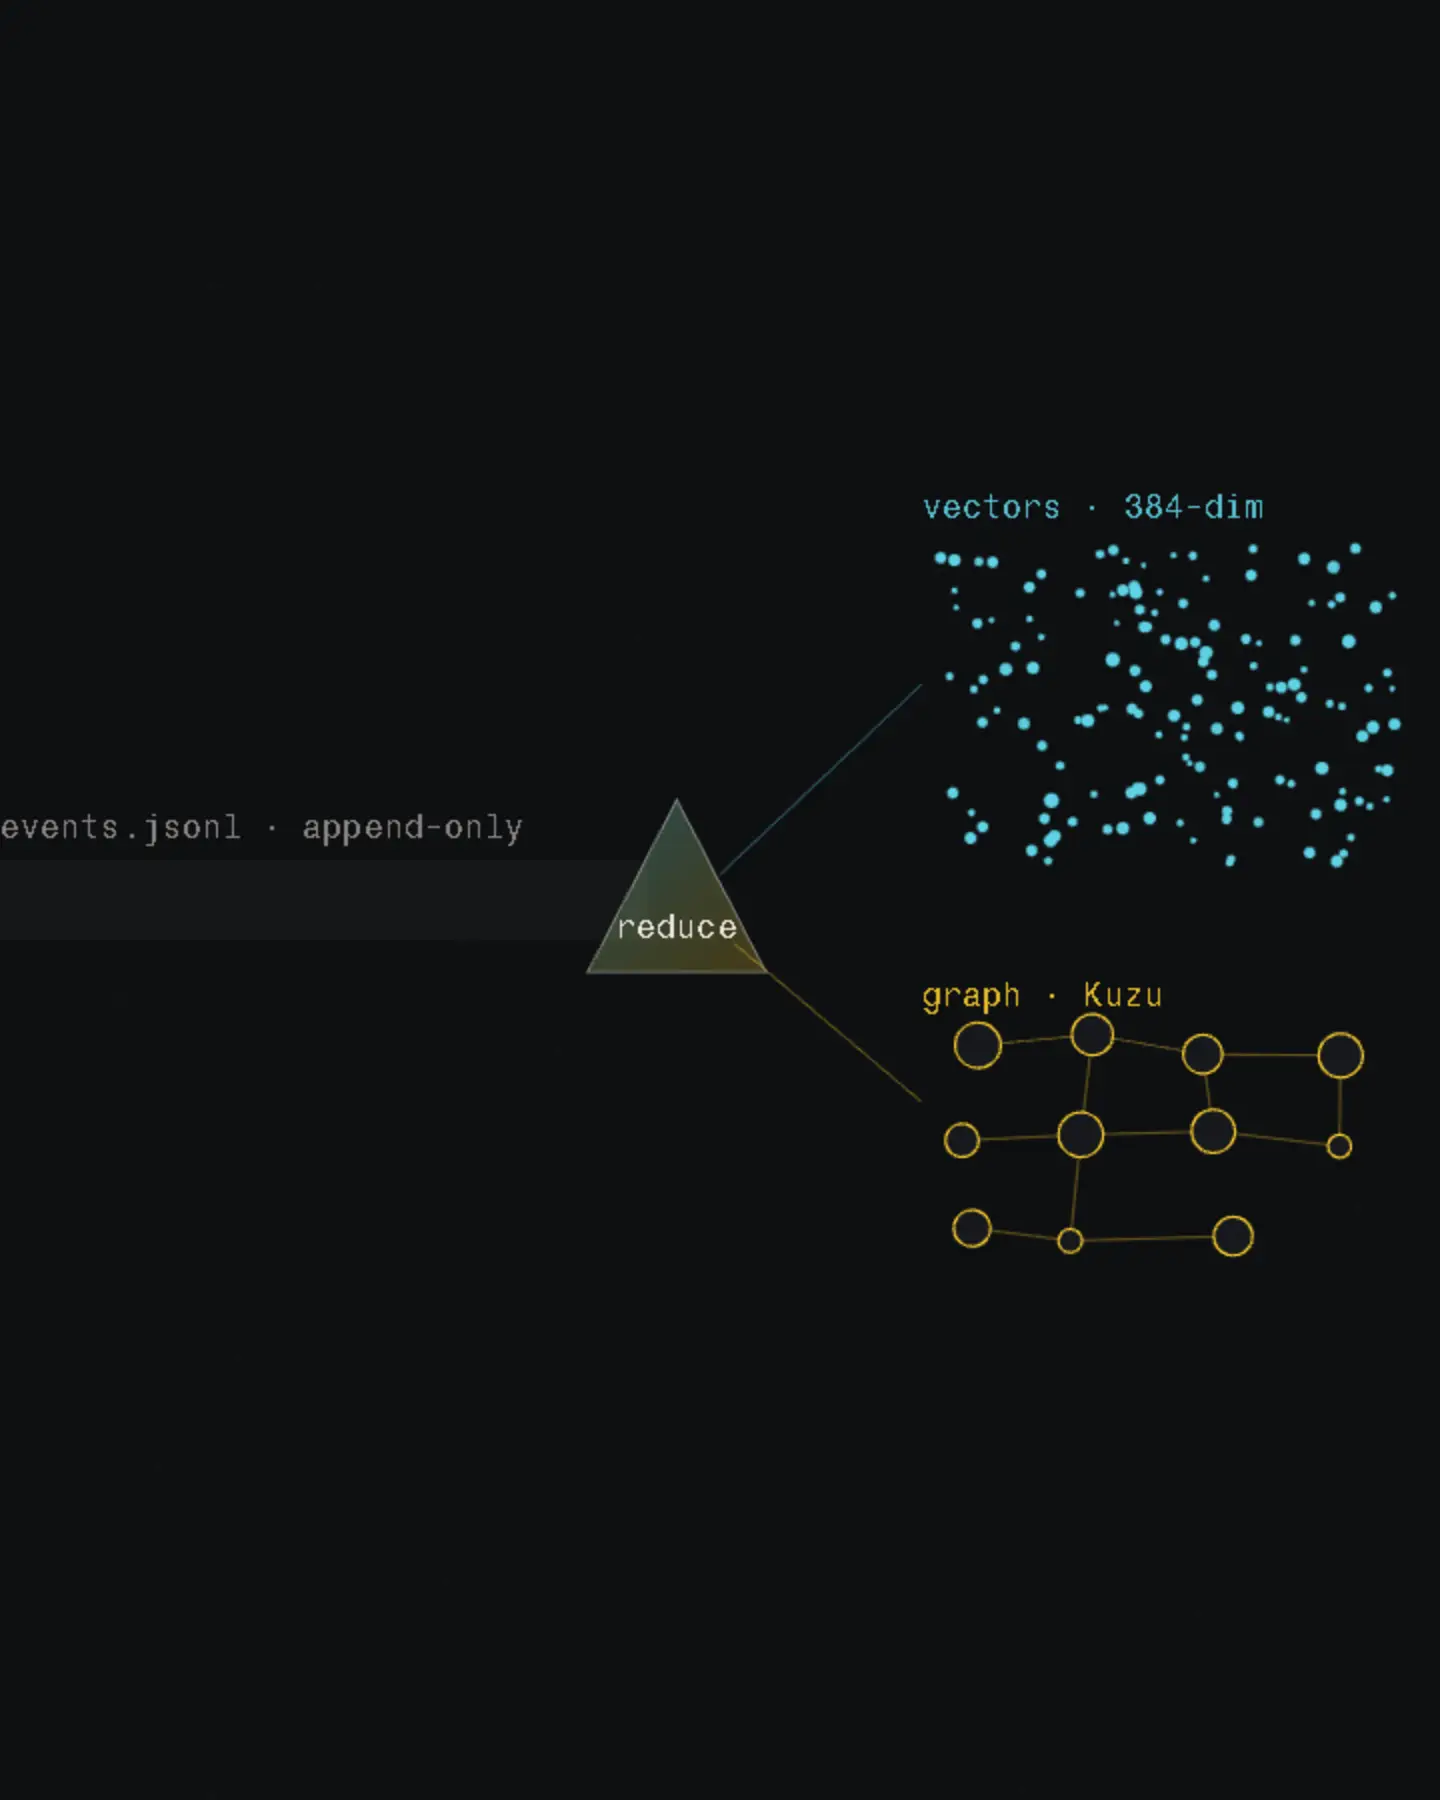 vectors · 384-dim
events.jsonl · append-only
reduce
graph · Kuzu